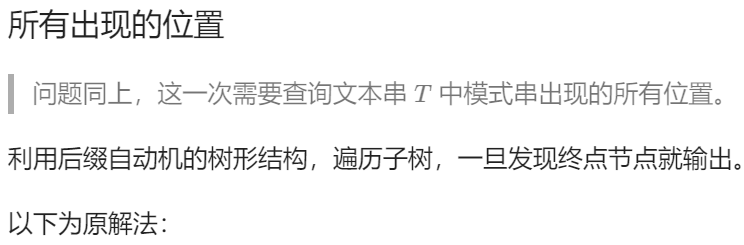 所有出现的位置
问题同上，这一次需要查询文本串 T 中模式串出现的所有位置。
利用后缀自动机的树形结构，遍历子树，一旦发现终点节点就输出。
以下为原解法：